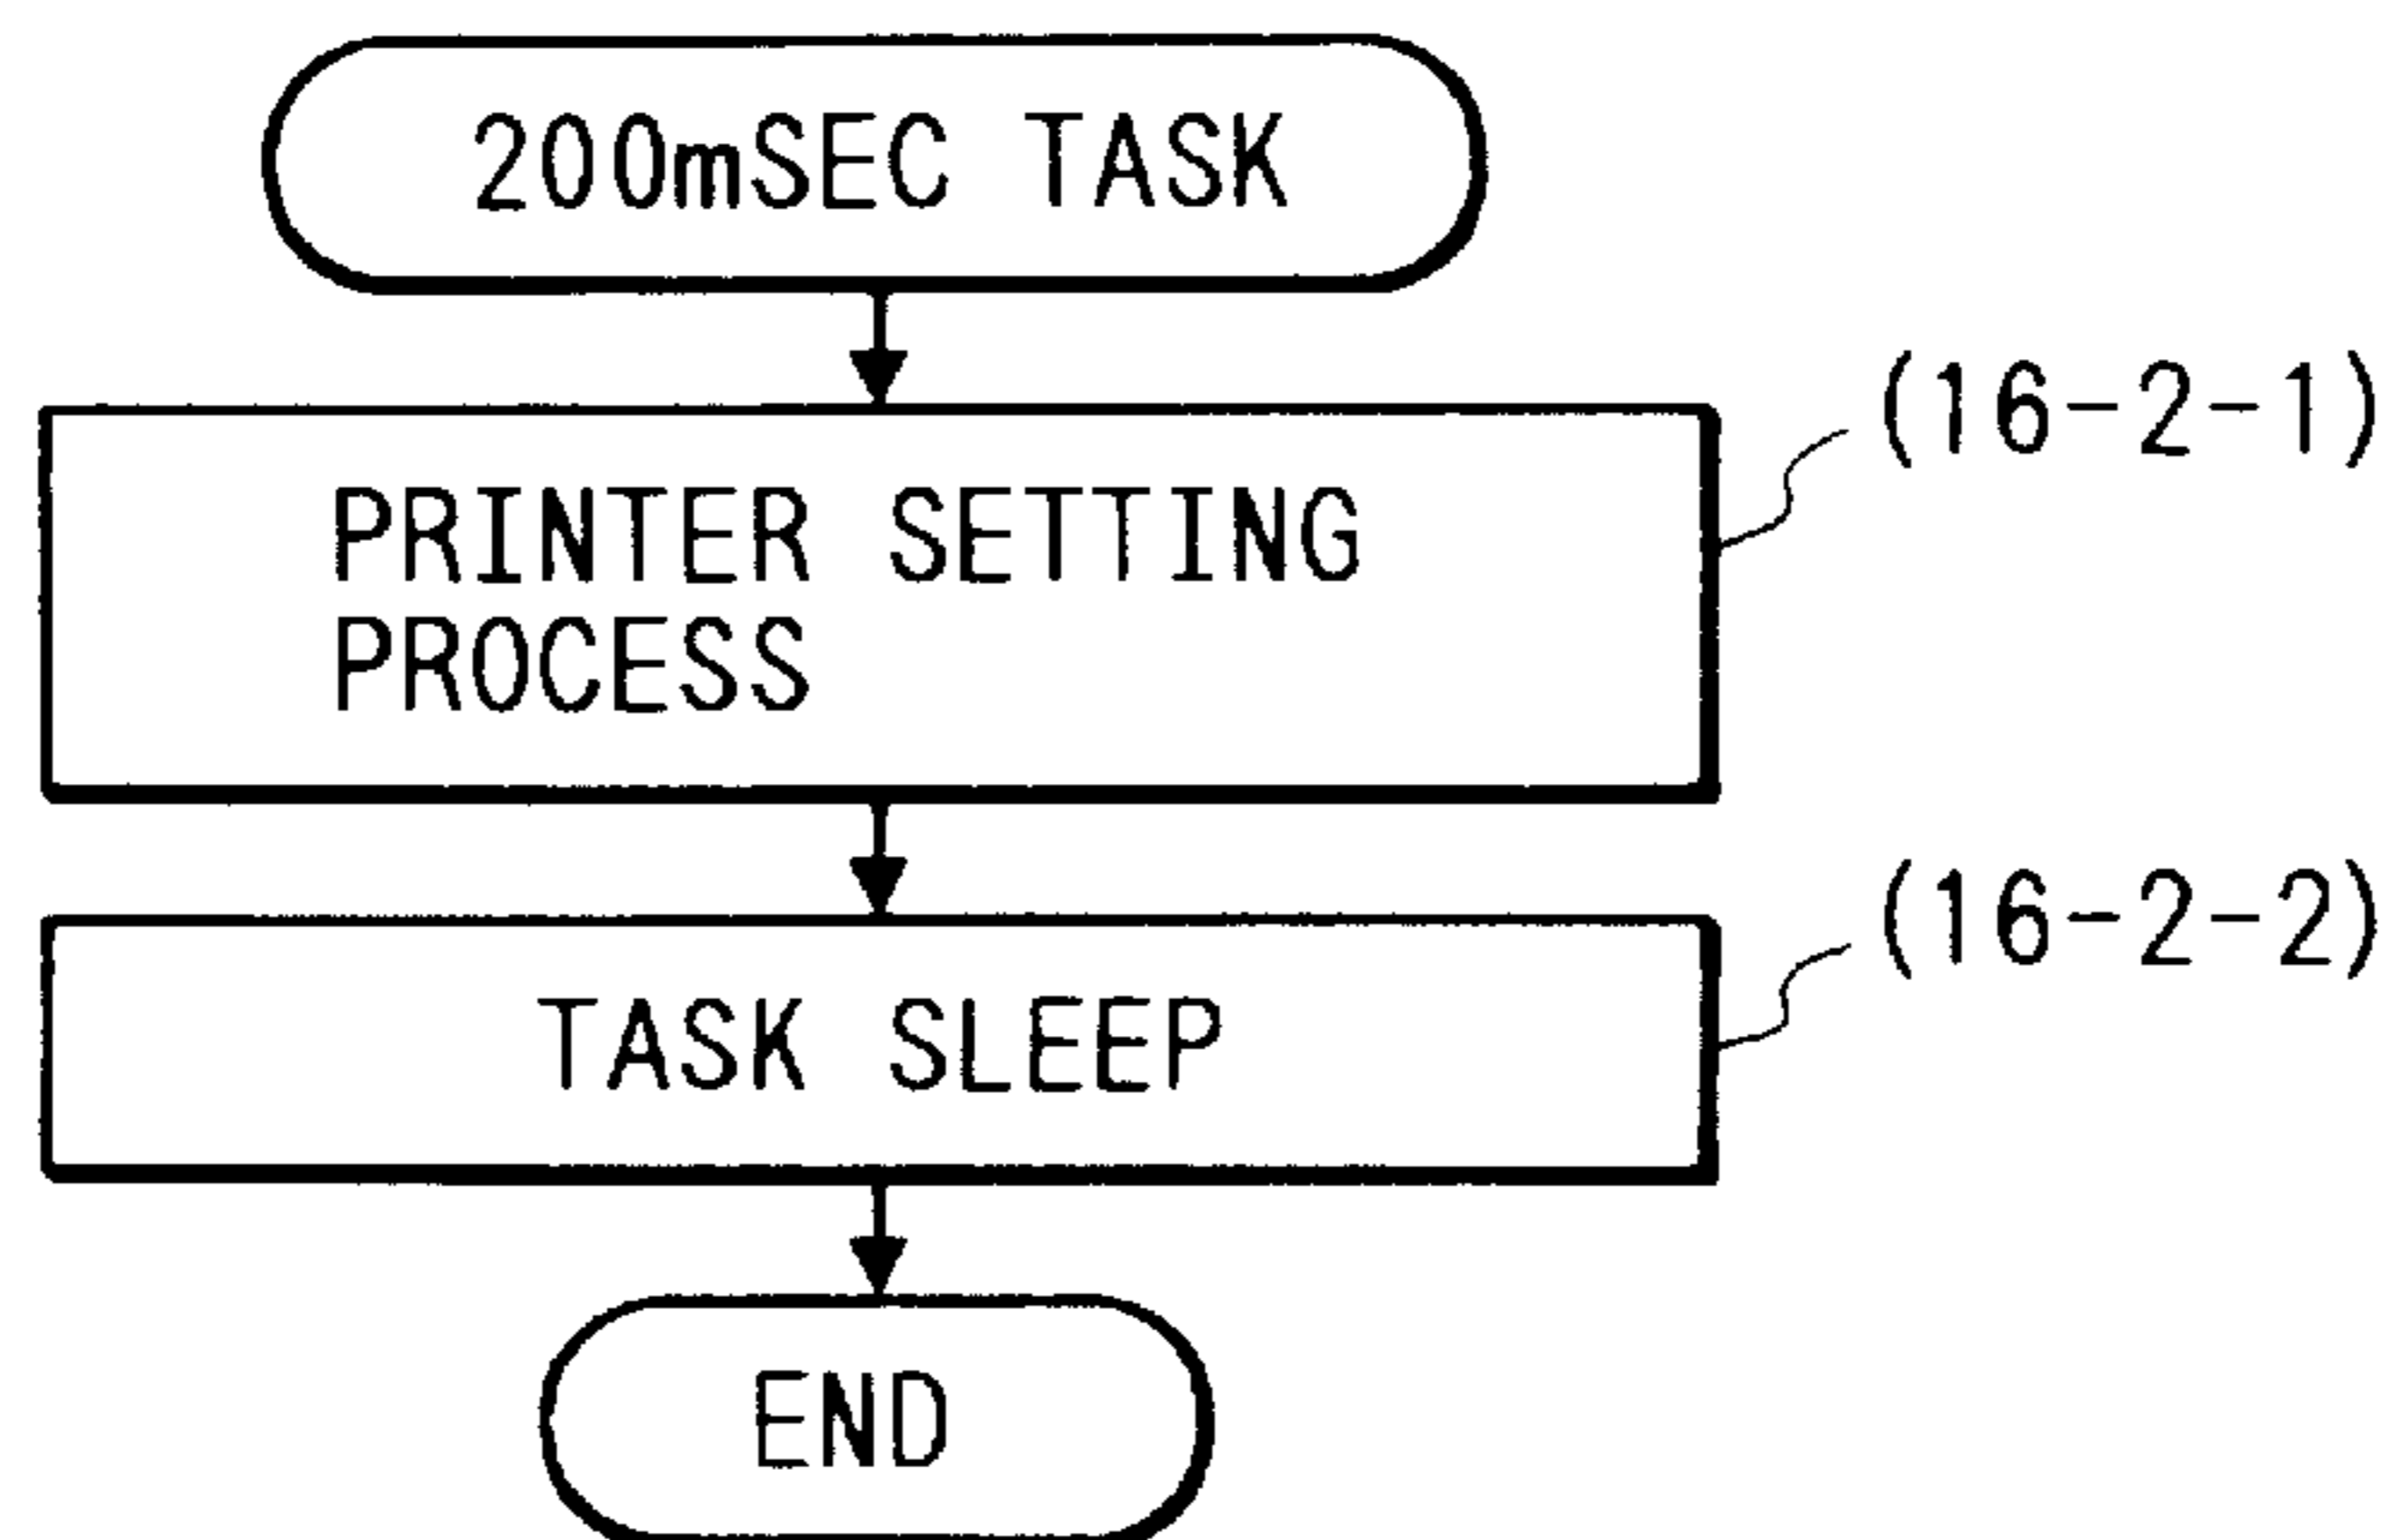 200mSEC TASK
(16-2-1)
PRINTER SETTING
PROCESS
(16-2-2)
TASK SLEEP
END